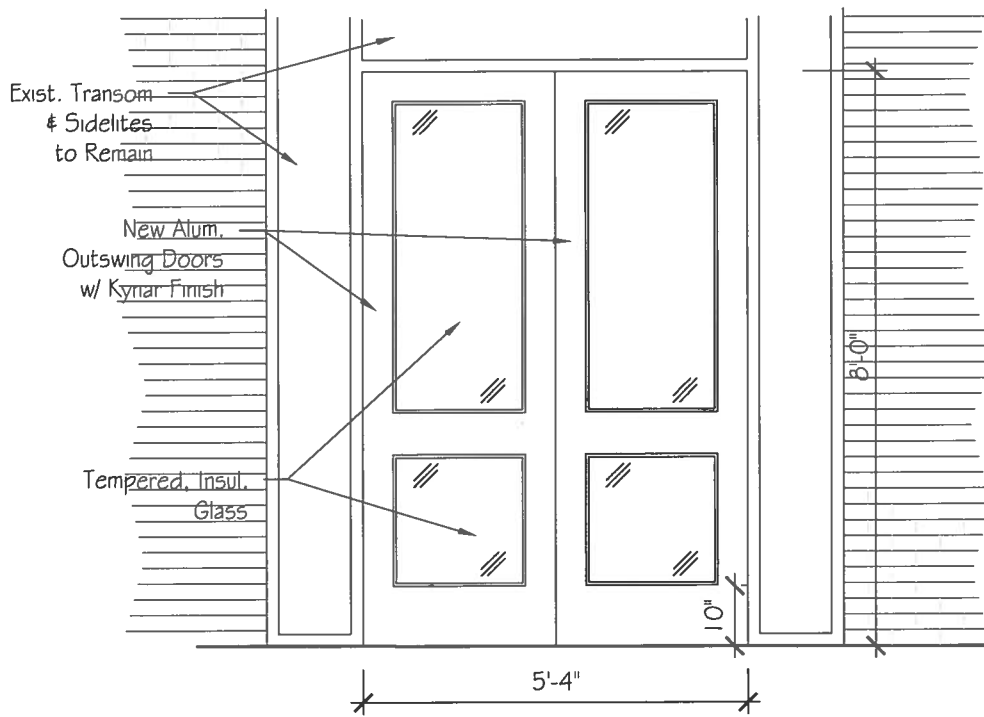 Exist. Transom
& Sidelites
to Remain
New Alum.
Outswing Doors
w/ Kynar Finish
8'-0"
Tempered, Insul.
Glass
10"
5'-4"